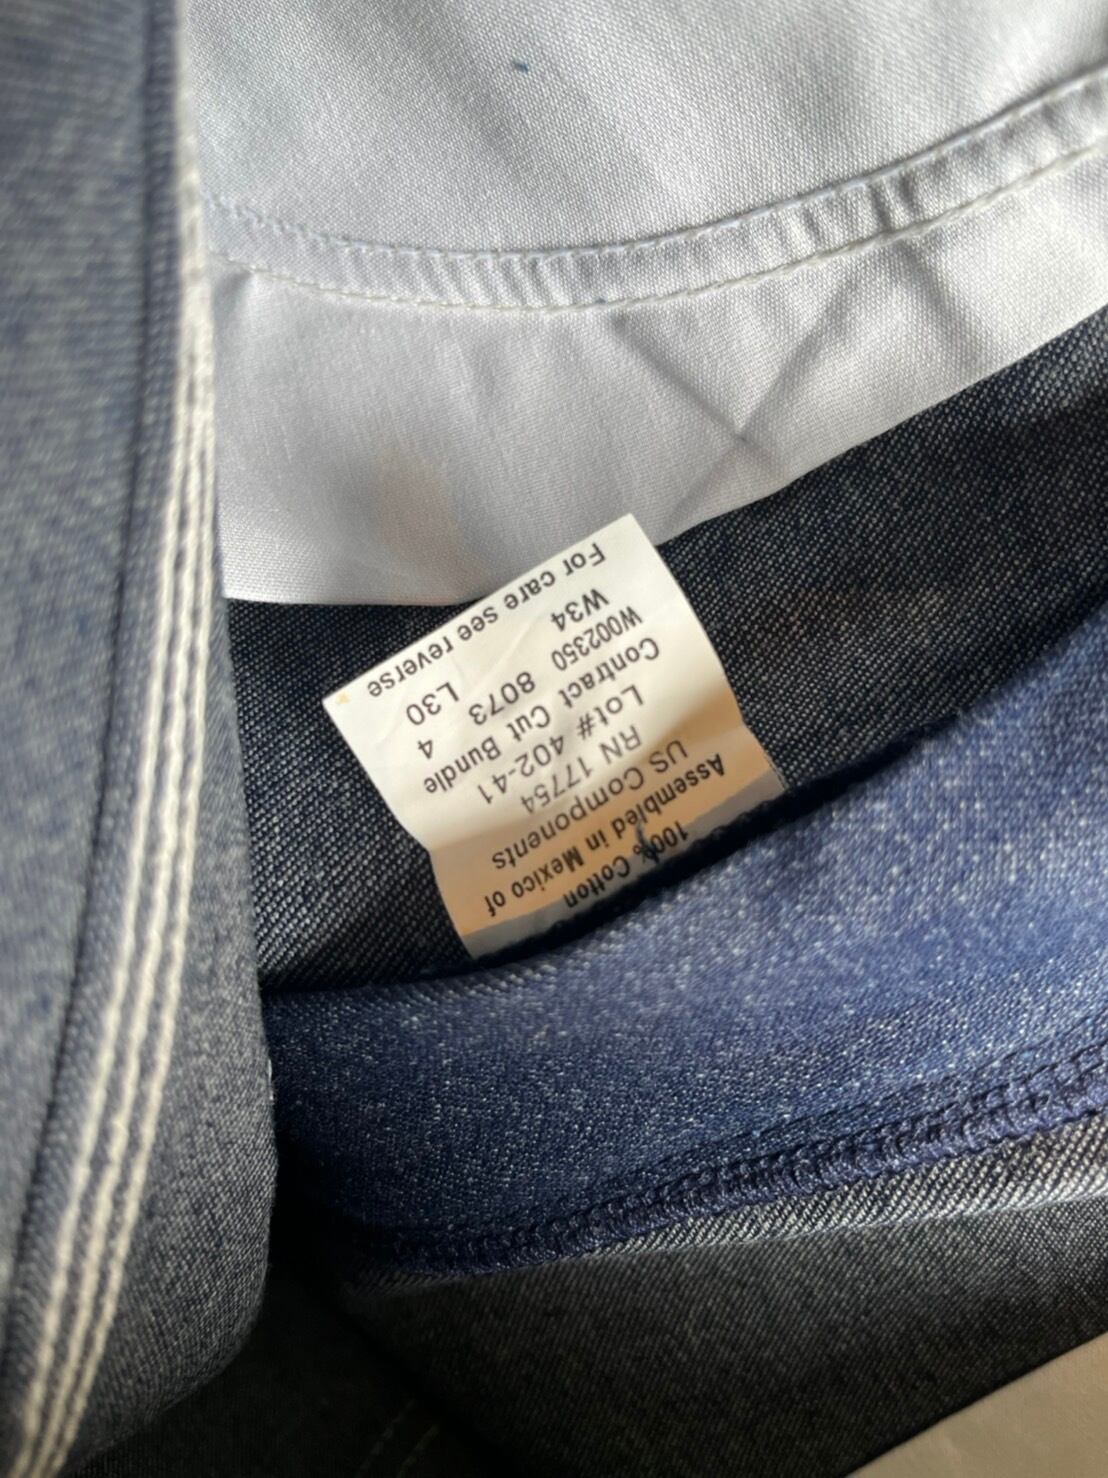 100% Cotton
Assembled in Mexico of
US Components
RN 17754
Lot# 402-41
Contract Cut Bundle
W002350 8073 4
W34 L30
For care see reverse